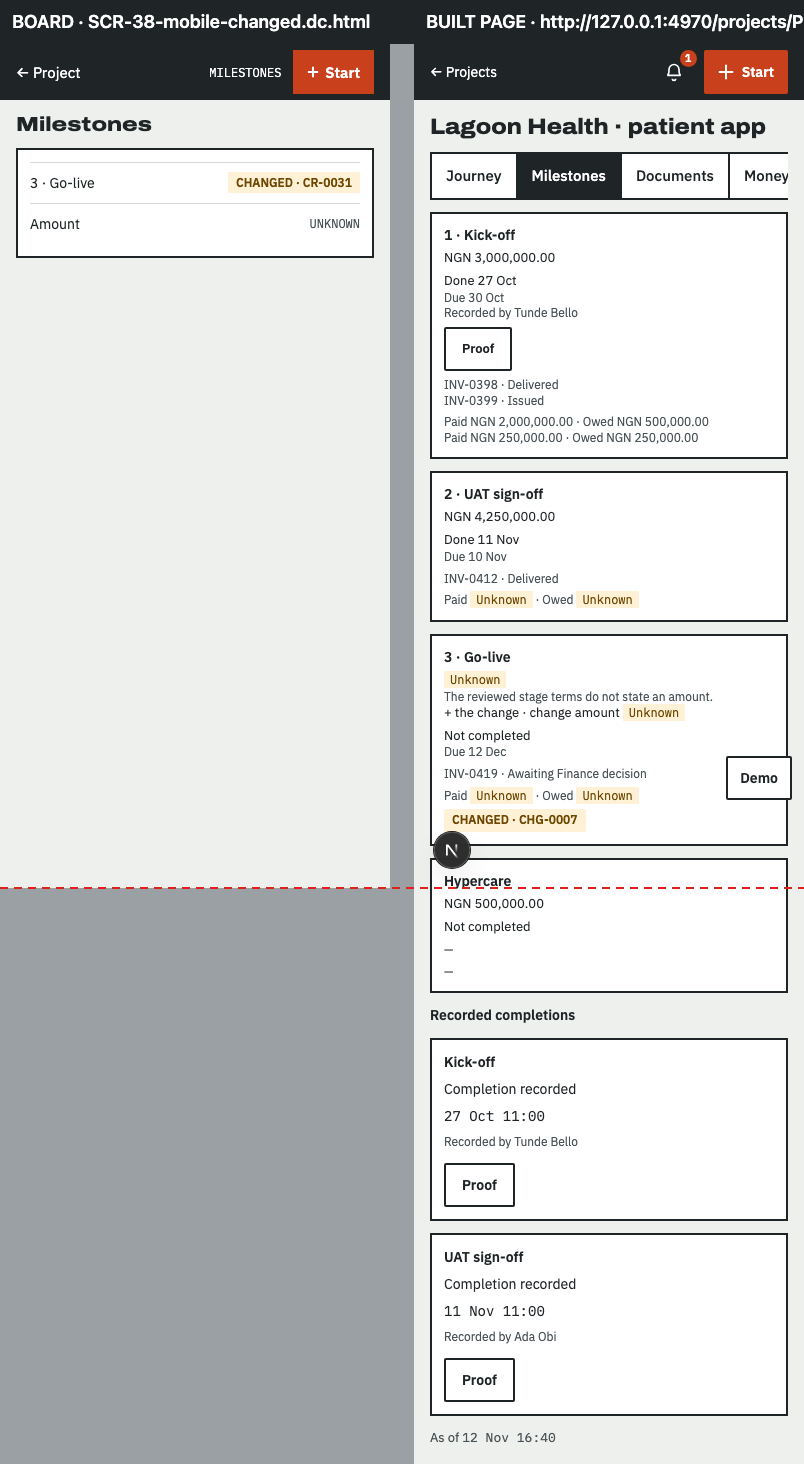 BOARD · SCR-38-mobile-changed.dc.html
← Project
MILESTONES
+ Start
Milestones
3 · Go-live
CHANGED · CR-0031
Amount
UNKNOWN
BUILT PAGE · http://127.0.0.1:4970/projects/P
← Projects
1
+ Start
Lagoon Health · patient app
Journey
Milestones
Documents
Money
1 · Kick-off
NGN 3,000,000.00
Done 27 Oct
Due 30 Oct
Recorded by Tunde Bello
Proof
INV-0398 · Delivered
INV-0399 · Issued
Paid NGN 2,000,000.00 · Owed NGN 500,000.00
Paid NGN 250,000.00 · Owed NGN 250,000.00
2 · UAT sign-off
NGN 4,250,000.00
Done 11 Nov
Due 10 Nov
INV-0412 · Delivered
Paid Unknown · Owed Unknown
3 · Go-live
Unknown
The reviewed stage terms do not state an amount.
+ the change · change amount Unknown
Not completed
Due 12 Dec
INV-0419 · Awaiting Finance decision
Demo
Paid Unknown · Owed Unknown
CHANGED · CHG-0007
N
Hypercare
NGN 500,000.00
Not completed
—
—
Recorded completions
Kick-off
Completion recorded
27 Oct 11:00
Recorded by Tunde Bello
Proof
UAT sign-off
Completion recorded
11 Nov 11:00
Recorded by Ada Obi
Proof
As of 12 Nov 16:40